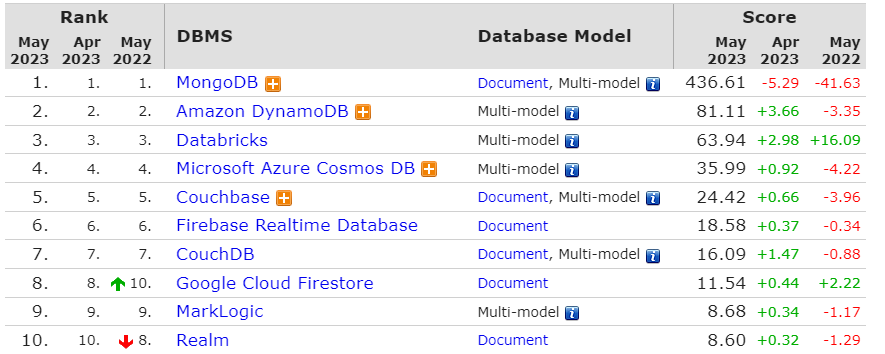 Rank DBMS Database Model Score
May 2023 Apr 2023 May 2022 May 2023 Apr 2023 May 2022
1. 1. 1. MongoDB Document, Multi-model 436.61 -5.29 -41.63
2. 2. 2. Amazon DynamoDB Multi-model 81.11 +3.66 -3.35
3. 3. 3. Databricks Multi-model 63.94 +2.98 +16.09
4. 4. 4. Microsoft Azure Cosmos DB Multi-model 35.99 +0.92 -4.22
5. 5. 5. Couchbase Document, Multi-model 24.42 +0.66 -3.96
6. 6. 6. Firebase Realtime Database Document 18.58 +0.37 -0.34
7. 7. 7. CouchDB Document, Multi-model 16.09 +1.47 -0.88
8. 8. 10. Google Cloud Firestore Document 11.54 +0.44 +2.22
9. 9. 9. MarkLogic Multi-model 8.68 +0.34 -1.17
10. 10. 8. Realm Document 8.60 +0.32 -1.29